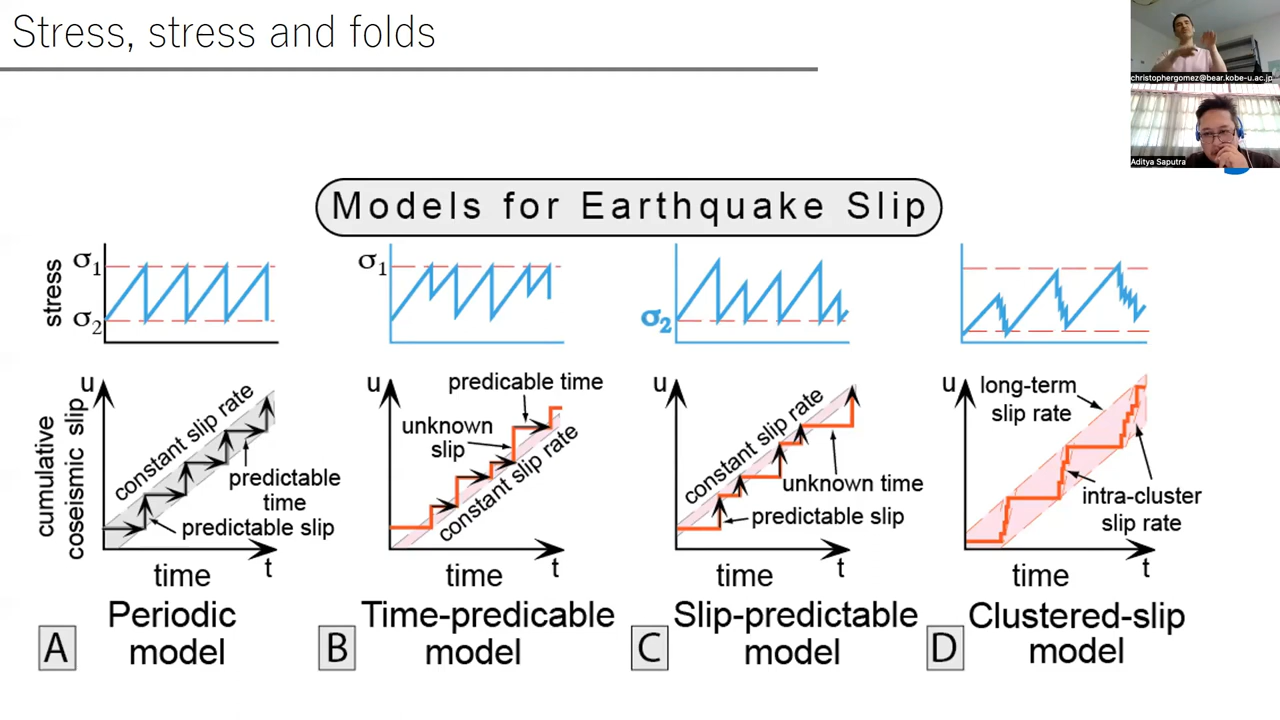 Stress, stress and folds
christophergomez@bear.kobe-u.ac.jp
Aditya Saputra
Models for Earthquake Slip
stress
σ1
σ2
σ1
σ2
u
cumulative
coseismic slip
constant slip rate
predictable
time
predictable slip
time
t
u
predicable time
unknown
slip
constant slip rate
time
t
u
constant slip rate
unknown time
predictable slip
time
t
u
long-term
slip rate
intra-cluster
slip rate
time
t
A
Periodic
model
B
Time-predicable
model
C
Slip-predictable
model
D
Clustered-slip
model